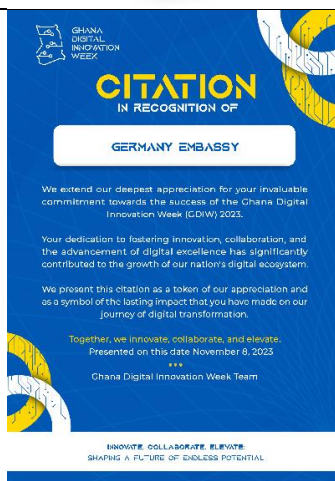 GHANA
DIGITAL
INNOVATION
WEEK
CITATION
IN RECOGNITION OF
GERMANY EMBASSY
We extend our deepest appreciation for your invaluable
commitment towards the success of the Ghana Digital
Innovation Week (GDIW) 2023.
Your dedication to fostering innovation, collaboration, and
the advancement of digital excellence has significantly
contributed to the growth of our nation's digital ecosystem.
We present this citation as a token of our appreciation and
as a symbol of the lasting impact that you have made on our
journey of digital transformation.
Together, we innovate, collaborate, and elevate.
Presented on this date November 8, 2023
Ghana Digital Innovation Week Team
INNOVATE. COLLABORATE. ELEVATE:
SHAPING A FUTURE OF ENDLESS POTENTIAL